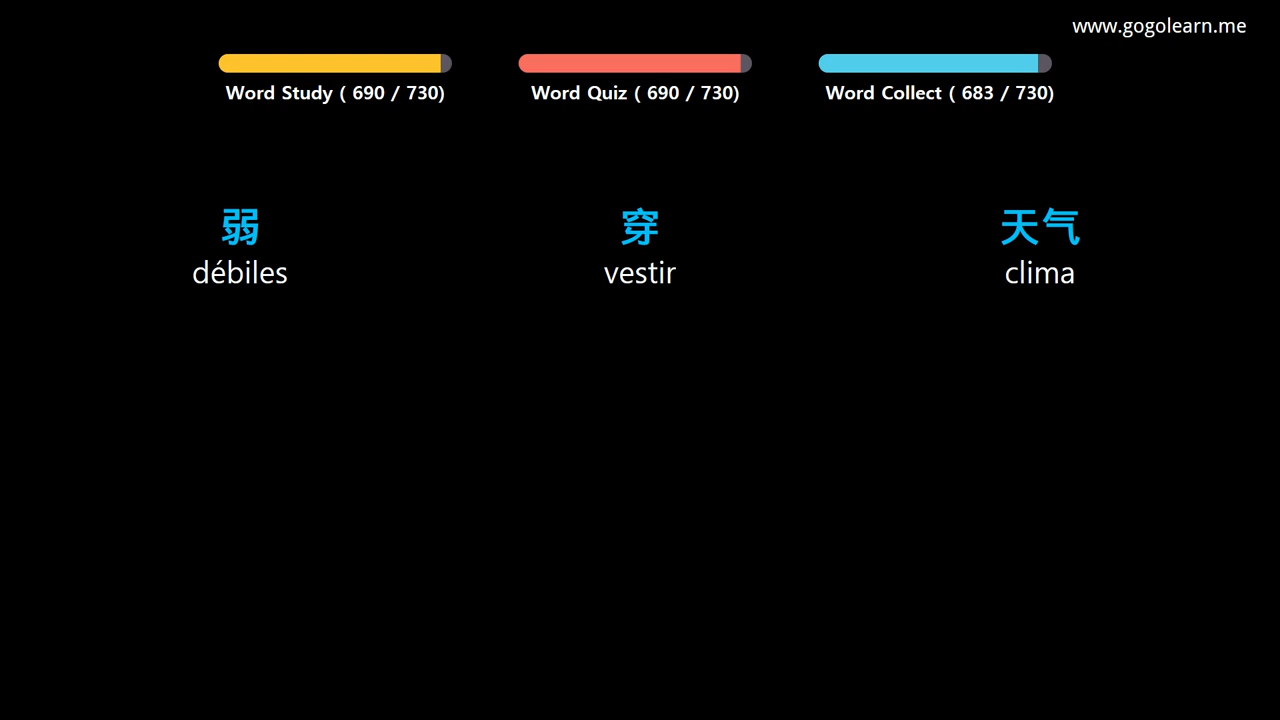 www.gogolearn.me
Word Study ( 690 / 730)
Word Quiz ( 690 / 730)
Word Collect ( 683 / 730)
弱
débiles
穿
vestir
天气
clima